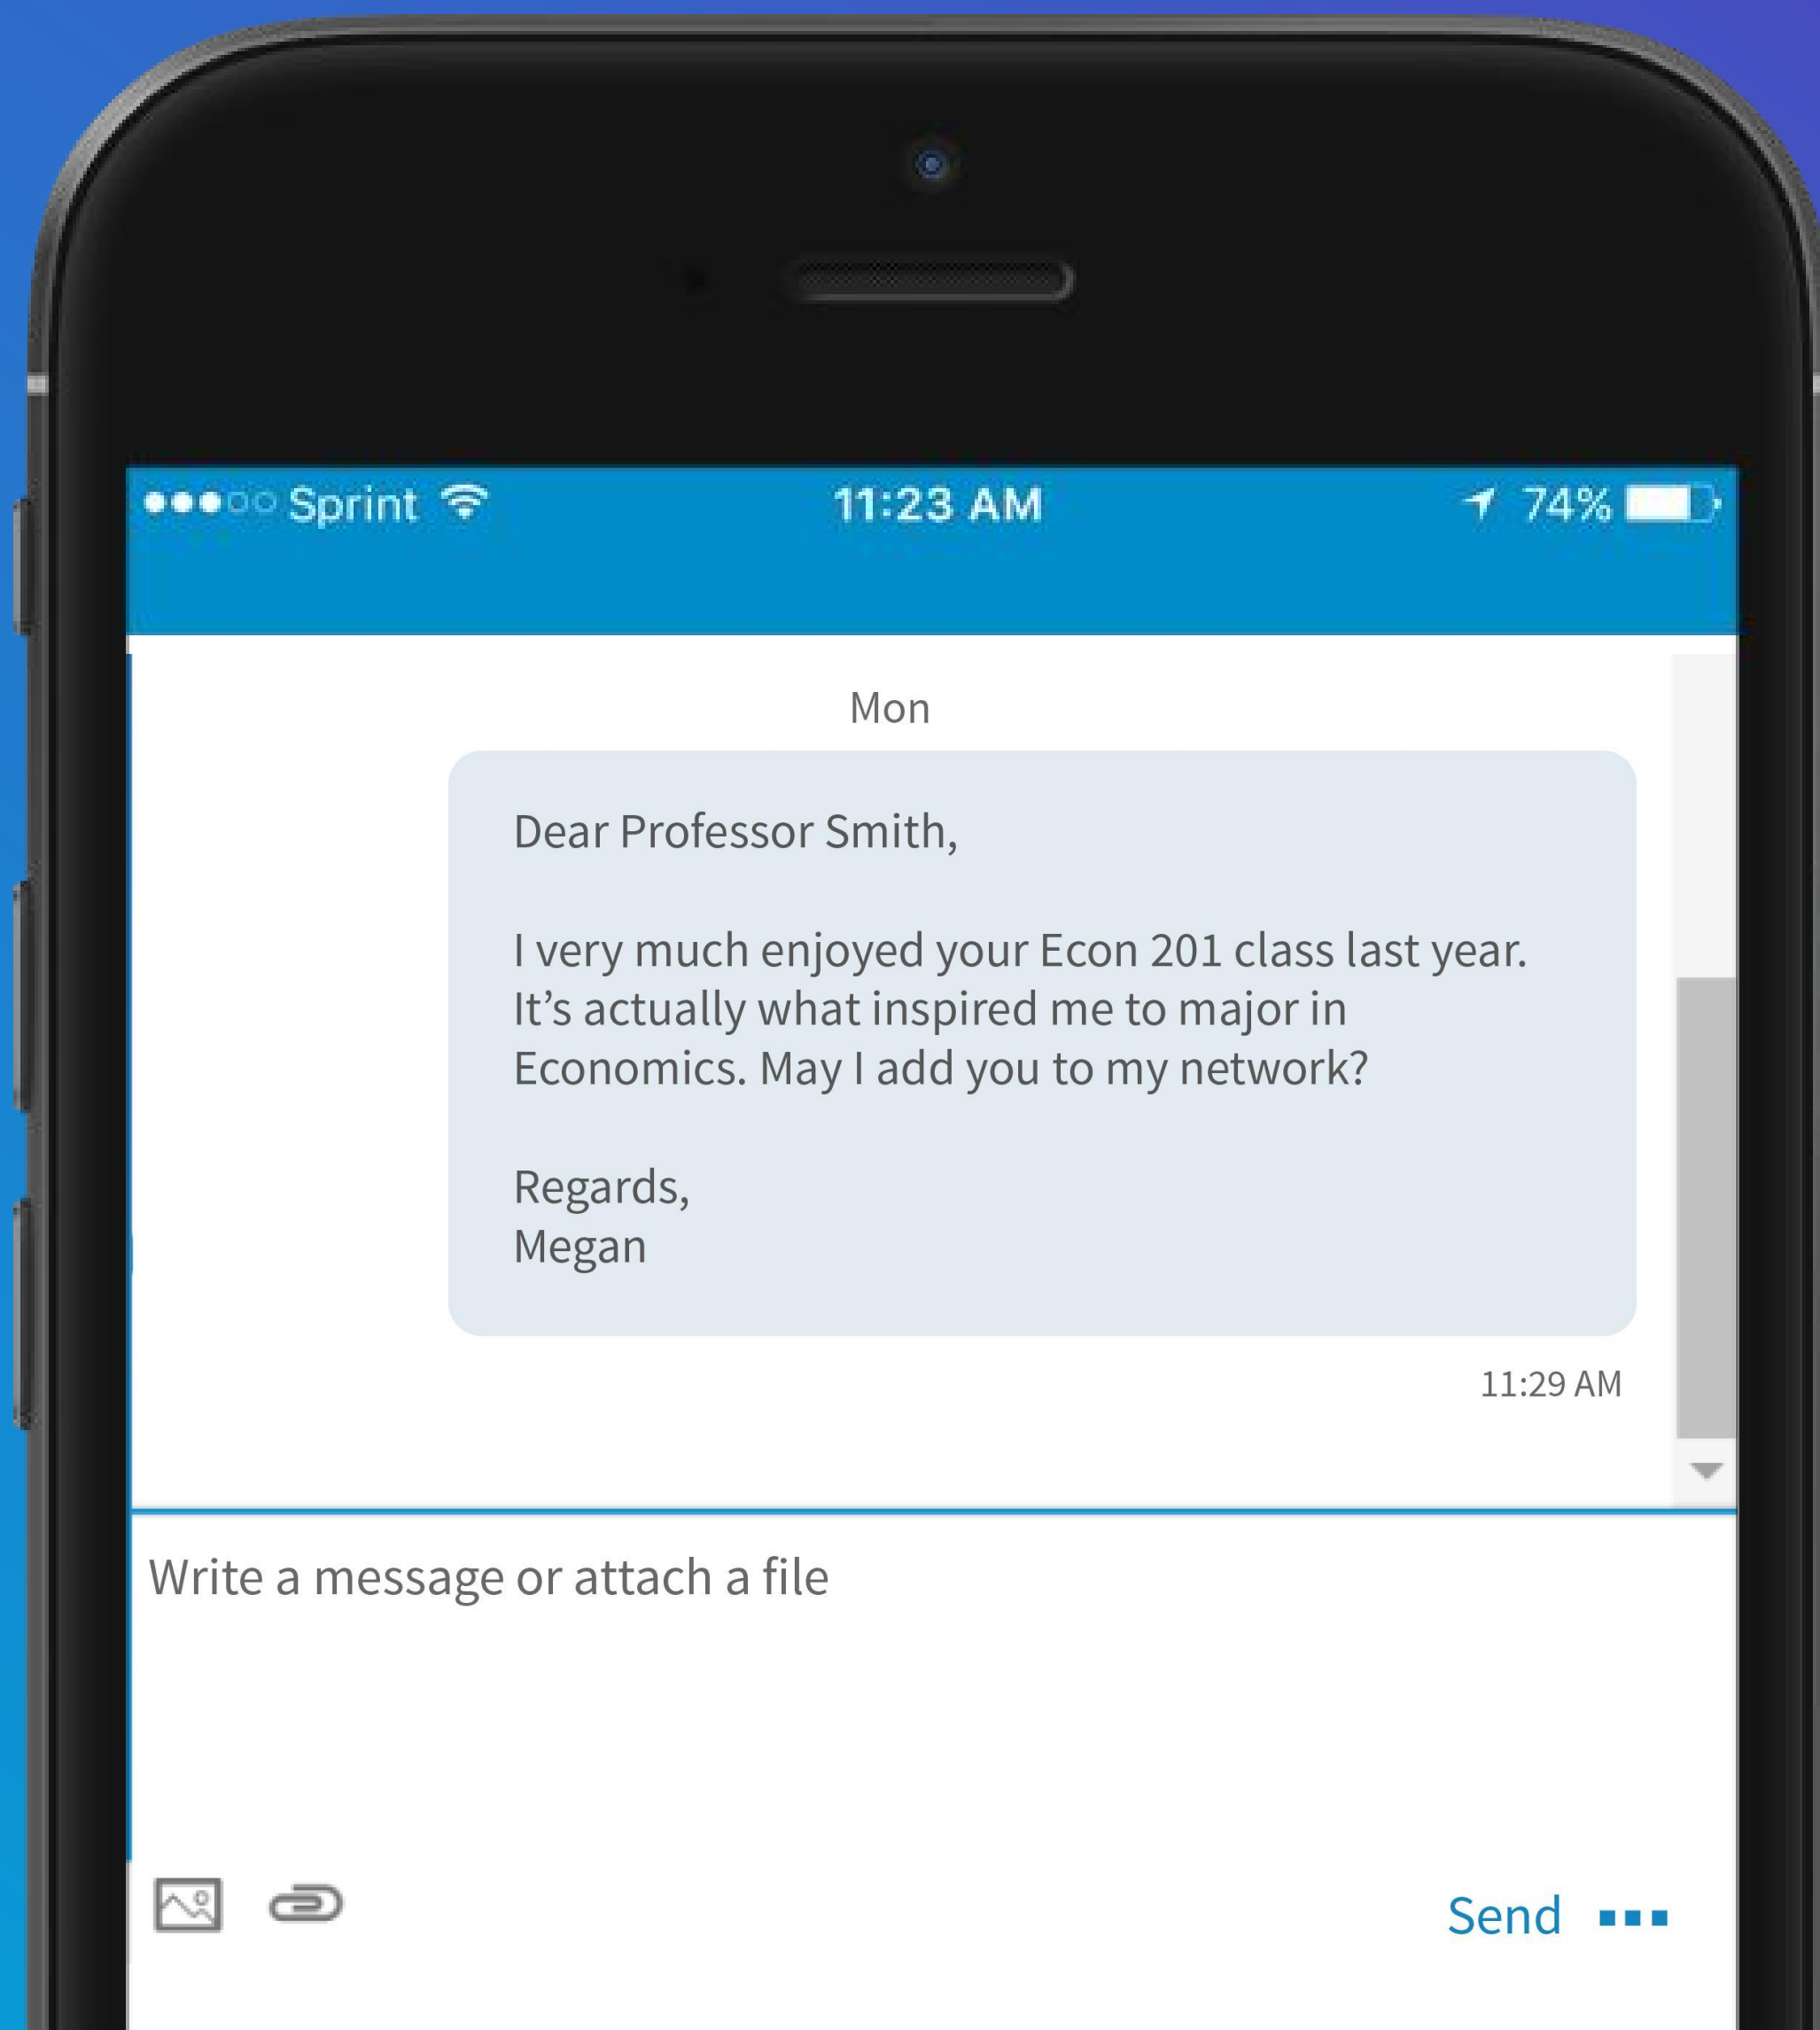 Sprint 11:23 AM 74%
Mon
Dear Professor Smith,
I very much enjoyed your Econ 201 class last year.
It’s actually what inspired me to major in
Economics. May I add you to my network?
Regards,
Megan
11:29 AM
Write a message or attach a file
Send